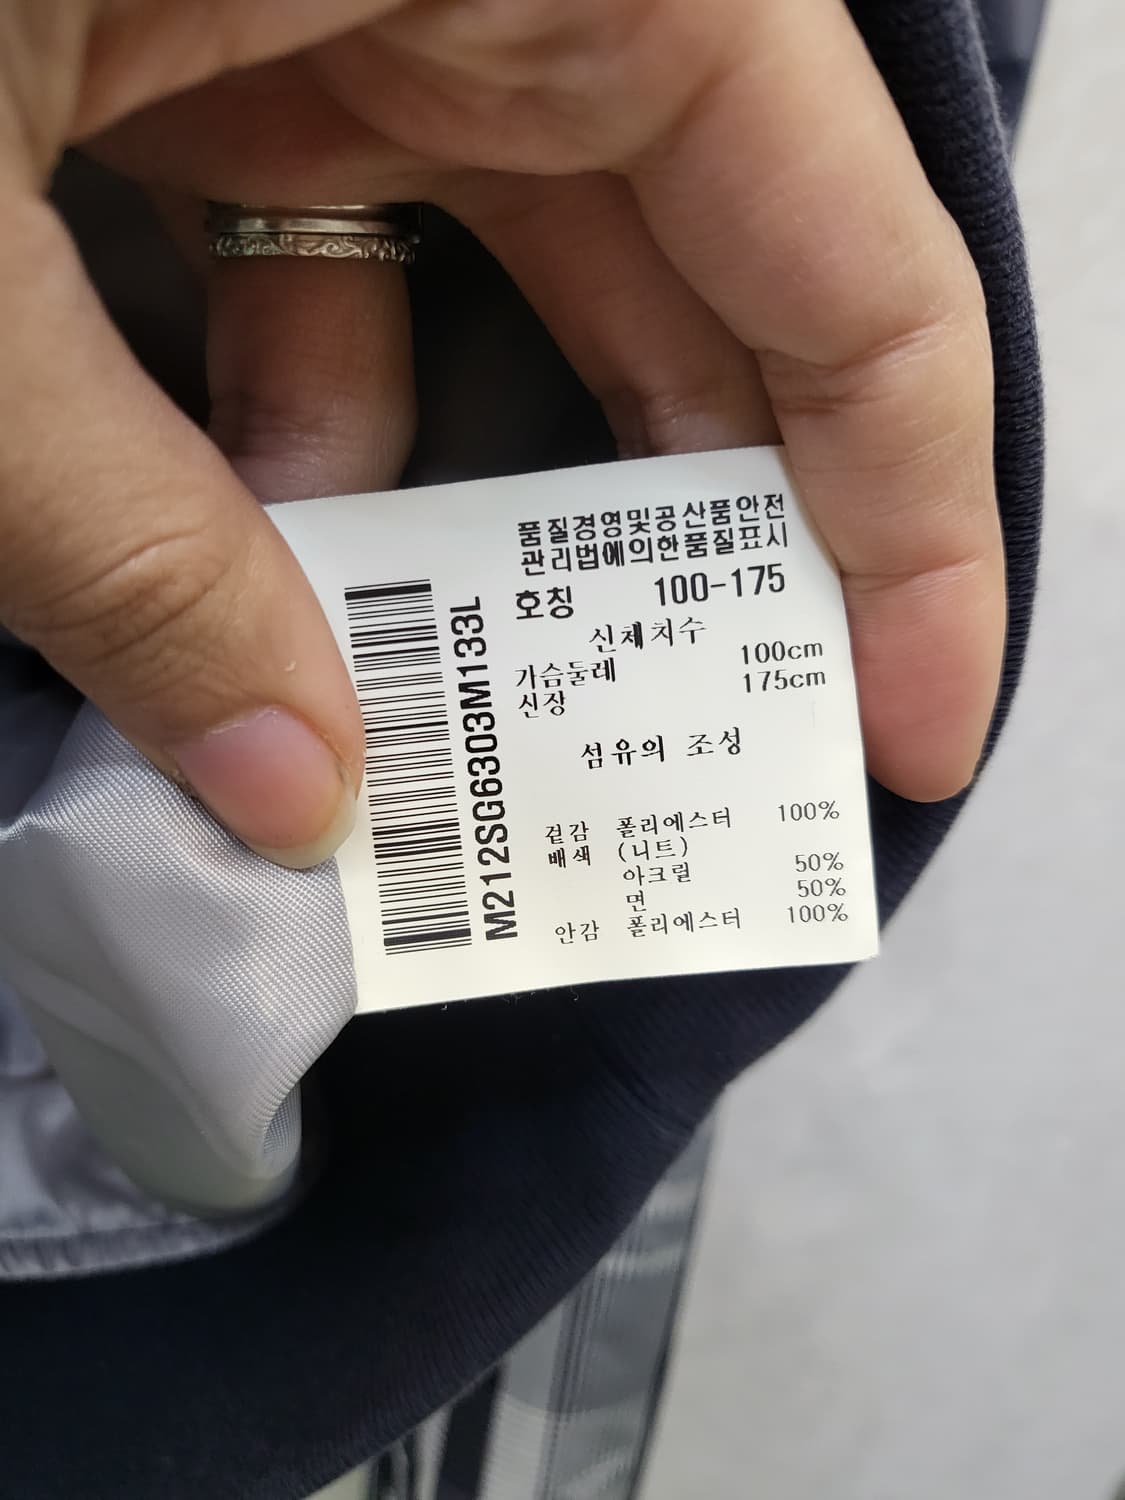 품질경영및공산품안전
관리법에의한품질표시
호칭 100-175
신체치수
가슴둘레 100cm
신장 175cm
섬유의 조성
겉감 폴리에스터 100%
배색 (니트)
아크릴 50%
면 50%
안감 폴리에스터 100%
M212SG6303M133L